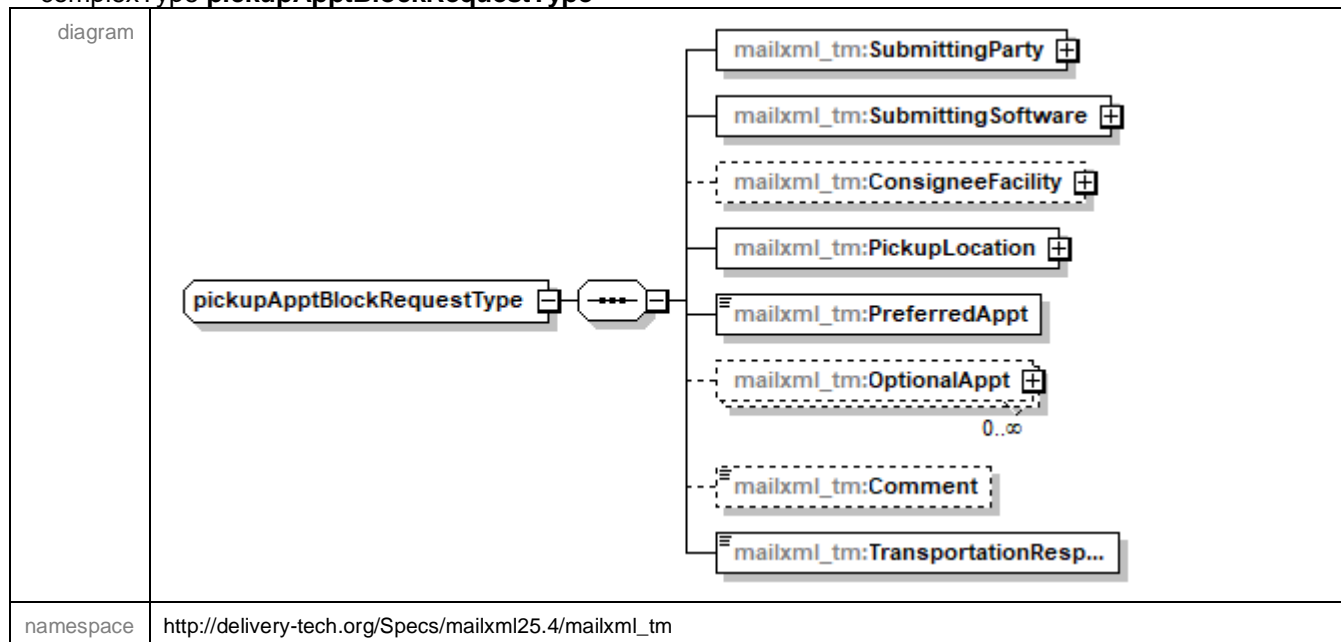 complexType pickupApptBlockRequestType
diagram
mailxml_tm:SubmittingParty
mailxml_tm:SubmittingSoftware
mailxml_tm:ConsigneeFacility
mailxml_tm:PickupLocation
pickupApptBlockRequestType
mailxml_tm:PreferredAppt
mailxml_tm:OptionalAppt
0..∞
mailxml_tm:Comment
mailxml_tm:TransportationResp...
namespace http://delivery-tech.org/Specs/mailxml25.4/mailxml_tm